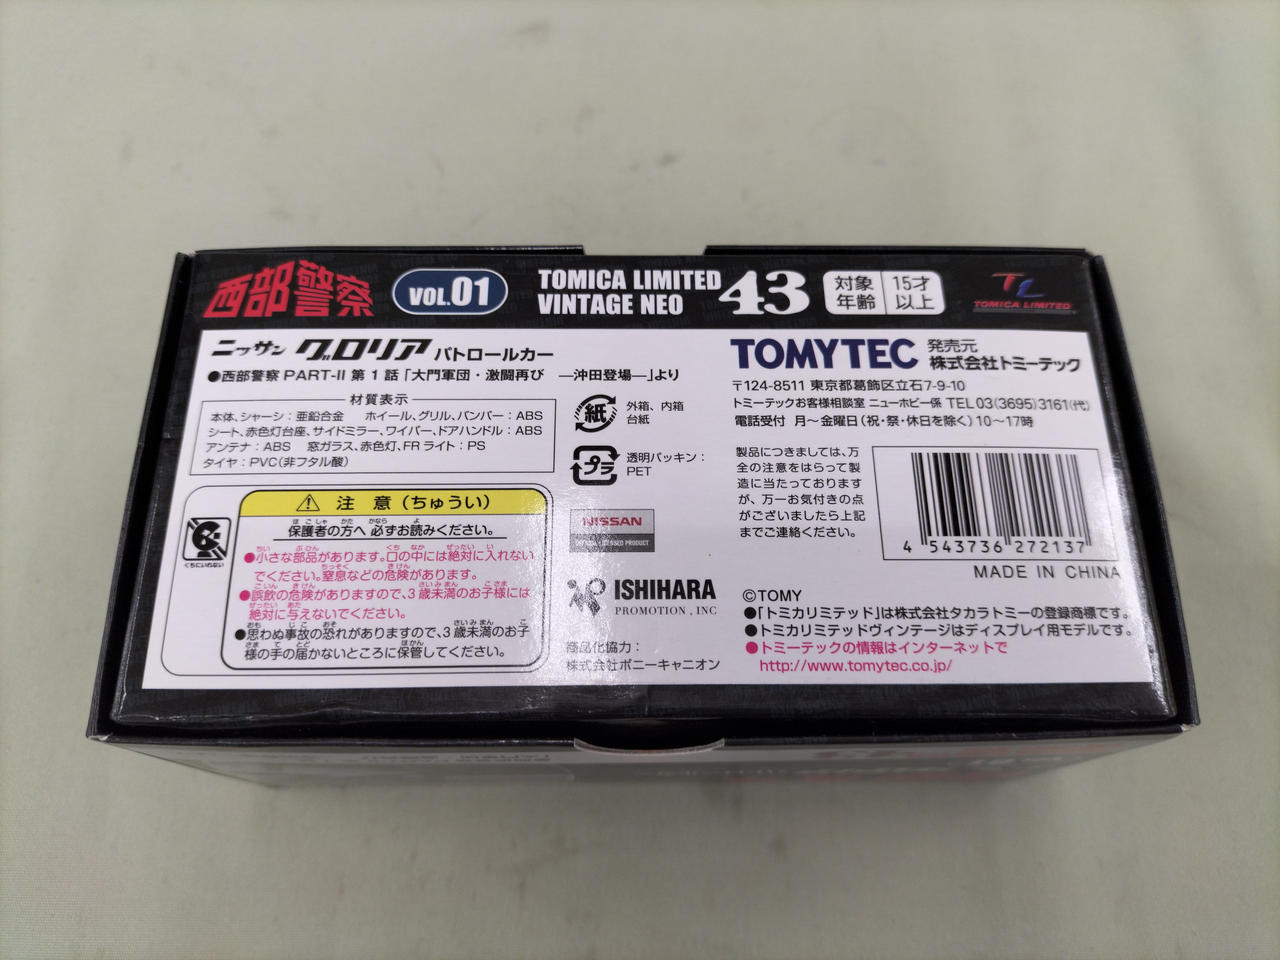 西部警察
VOL.01
TOMICA LIMITED
VINTAGE NEO
43
対象年齢
15才以上
TL
TOMICA LIMITED
ニッサン グロリア パトロールカー
●西部警察 PART-II 第1話「大門軍団・激闘再び ―沖田登場―」より
材質表示
本体、シャーシ:亜鉛合金 ホイール、グリル、バンパー:ABS
シート、赤色灯台座、サイドミラー、ワイパー、ドアハンドル:ABS
アンテナ:ABS 窓ガラス、赤色灯、FRライト:PS
タイヤ:PVC(非フタル酸)
くちにいれない
注 意(ちゅうい)
保護者の方へ 必ずお読みください。
●小さな部品があります。口の中には絶対に入れない
でください。窒息などの危険があります。
●誤飲の危険がありますので、3歳未満のお子様には
絶対に与えないでください。
●思わぬ事故の恐れがありますので、3歳未満のお子
様の手の届かないところに保管してください。
紙
外箱、内箱
台紙
プラ
透明パッキン:
PET
NISSAN
OFFICIAL LICENSED PRODUCT
ISHIHARA
PROMOTION , INC
商品化協力:
株式会社ポニーキャニオン
TOMYTEC
発売元
株式会社トミーテック
〒124-8511 東京都葛飾区立石7-9-10
トミーテックお客様相談室 ニューホビー係 TEL 03(3695)3161(代)
電話受付 月~金曜日(祝・祭・休日を除く)10~17時
製品につきましては、万
全の注意をはらって製
造に当たっております
が、万一お気付きの点
がございましたら上記
までご連絡ください。
4 543736 272137
MADE IN CHINA
©TOMY
●「トミカリミテッド」は株式会社タカラトミーの登録商標です。
●トミカリミテッドヴィンテージはディスプレイ用モデルです。
●トミーテックの情報はインターネットで
http://www.tomytec.co.jp/